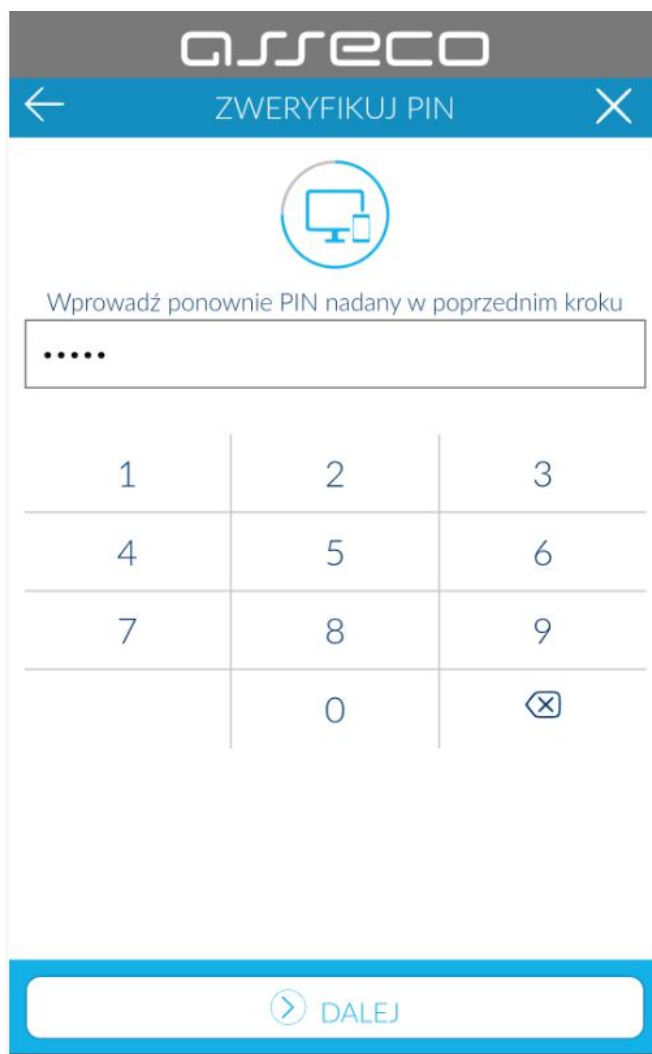 asseco
ZWERYFIKUJ PIN
Wprowadź ponownie PIN nadany w poprzednim kroku
•••••
1 2 3
4 5 6
7 8 9
0
DALEJ